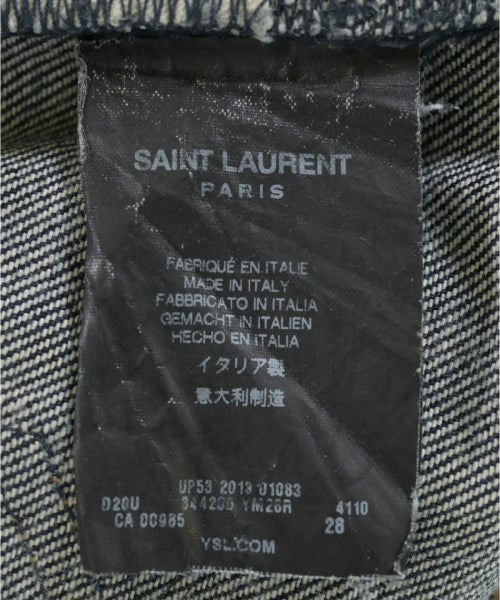 SAINT LAURENT
PARIS
FABRIQUÉ EN ITALIE
MADE IN ITALY
FABBRICATO IN ITALIA
GEMACHT IN ITALIEN
HECHO EN ITALIA
イタリア製
意大利制造
UP53 2013 01083
D20U 344205 YM26R 4110
CA 00985 28
YSL.COM